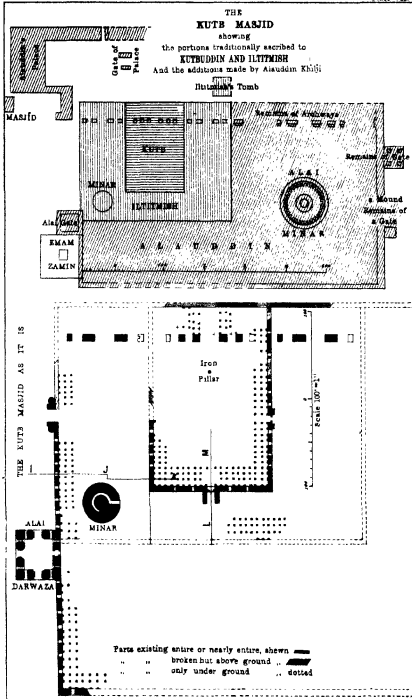 THE
KUTB MASJID
showing
the portions traditionally ascribed to
KUTBUDDIN AND ILTITMISH
And the additions made by Alauddin Khilji
Alauddin's
Palace
Gate of
Palace
Iltitmish's Tomb
MASJID
Remains of Archways
KUTB
Remains of Gate
ALAI
MINAR
MINAR
ILTITMISH
a Mound
Remains of
a Gate
Alai Gate
ALAUDDIN
EMAM
ZAMIN
THE KUTB MASJID AS IT IS
Iron
Pillar
Scale 100'=1"
M
I
J
K
L
MINAR
ALAI
DARWAZA
Parts existing entire or nearly entire, shewn
„ „ broken but above ground „
„ „ only under ground „ dotted